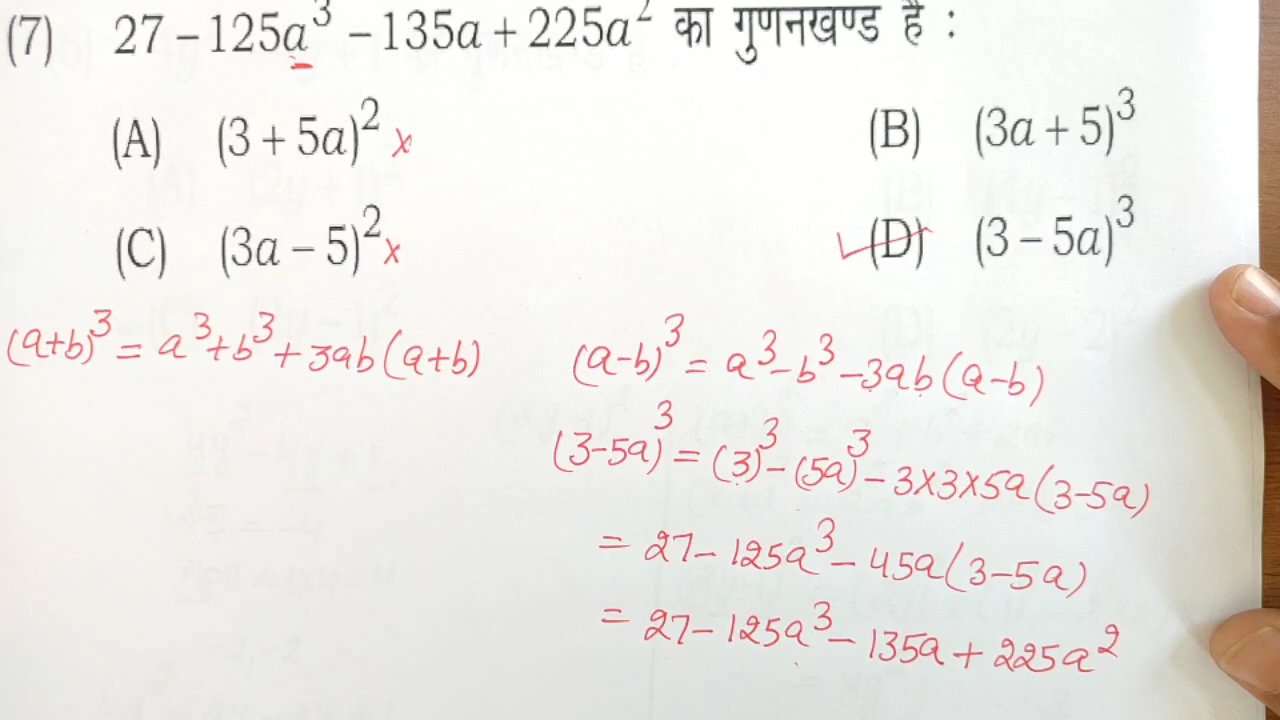 (7) 27 – 125a³ – 135a + 225a² का गुणनखण्ड है :
(A) (3 + 5a)² x
(B) (3a + 5)³
(C) (3a – 5)² x
✓(D) (3 – 5a)³
(a+b)³ = a³+b³+3ab(a+b)
(a-b)³ = a³-b³-3ab(a-b)
(3-5a)³ = (3)³-(5a)³-3×3×5a(3-5a)
= 27-125a³-45a(3-5a)
= 27-125a³-135a+225a²